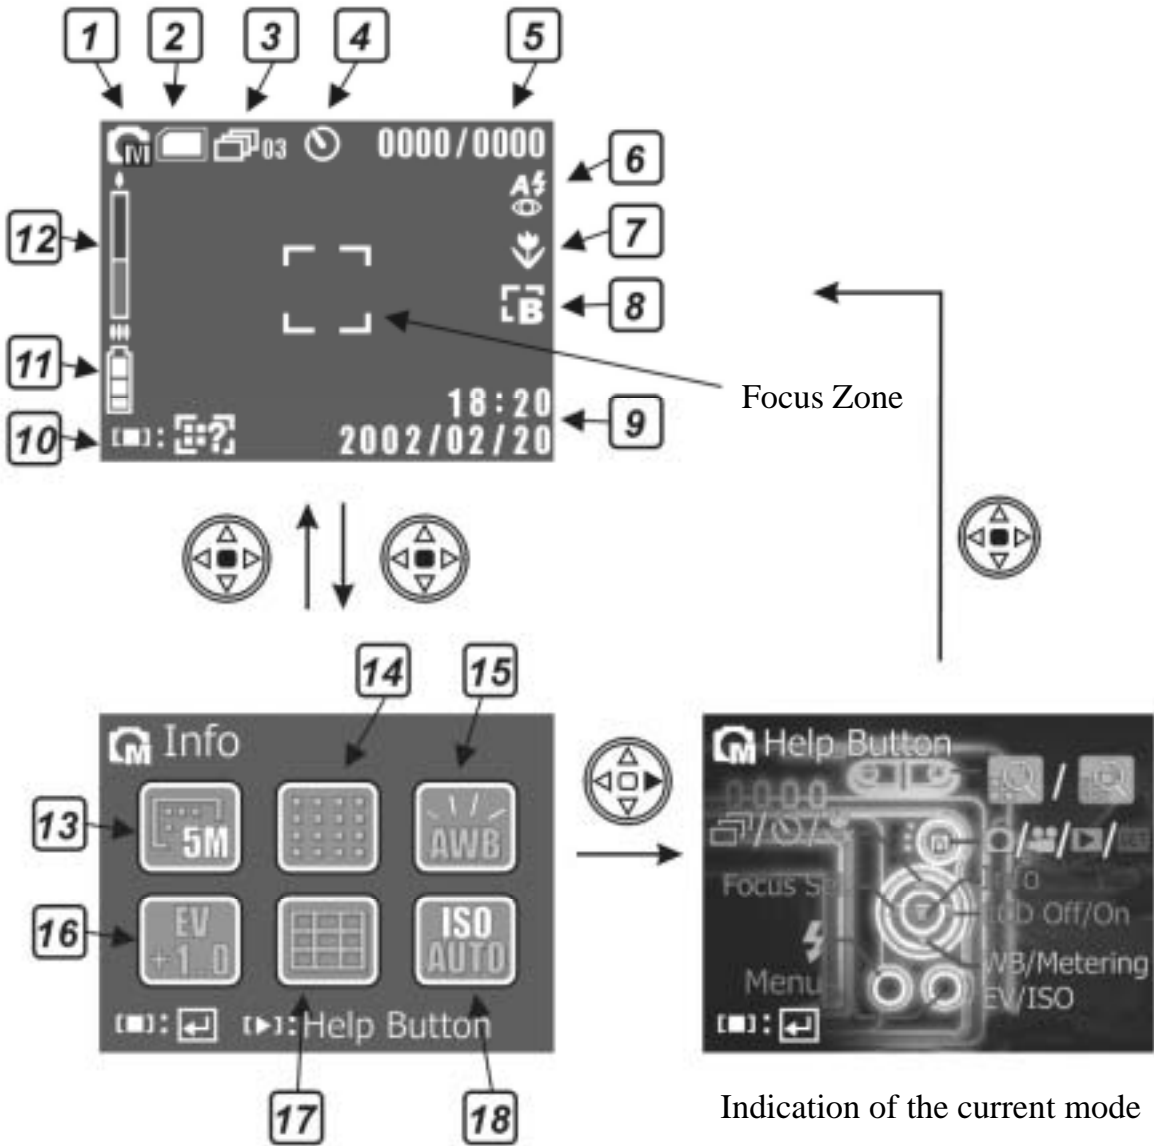 1 2 3 4 5
M 03 0000/0000
A
6
12
7
B
8
Focus Zone
11
18:20
9
10
[■]: ?
2002/02/20
14 15
M Info
M Help Button
13
5M
AWB
0000
/
/ /
M
/ / /
16
EV
+1 0
ISO
AUTO
Off/On
WB/Metering
Menu
EV/ISO
[■]:
[▶]:Help Button
[■]:
17 18
Indication of the current mode